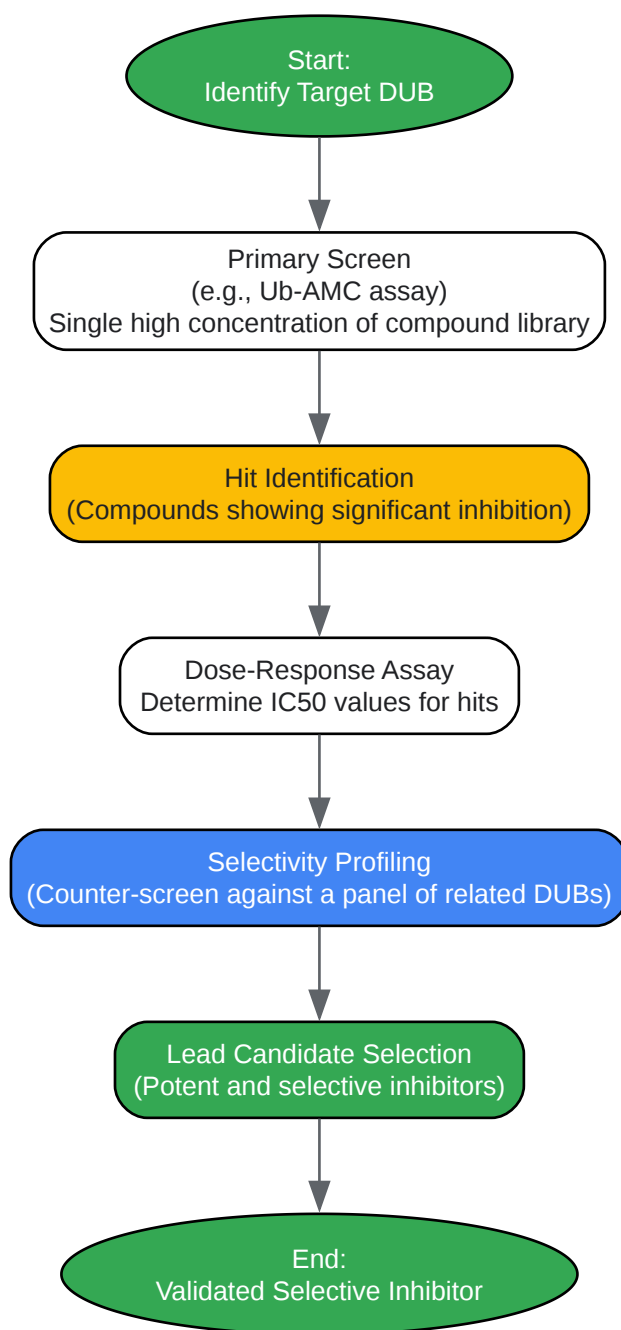 Start:
Identify Target DUB
Primary Screen
(e.g., Ub-AMC assay)
Single high concentration of compound library
Hit Identification
(Compounds showing significant inhibition)
Dose-Response Assay
Determine IC50 values for hits
Selectivity Profiling
(Counter-screen against a panel of related DUBs)
Lead Candidate Selection
(Potent and selective inhibitors)
End:
Validated Selective Inhibitor